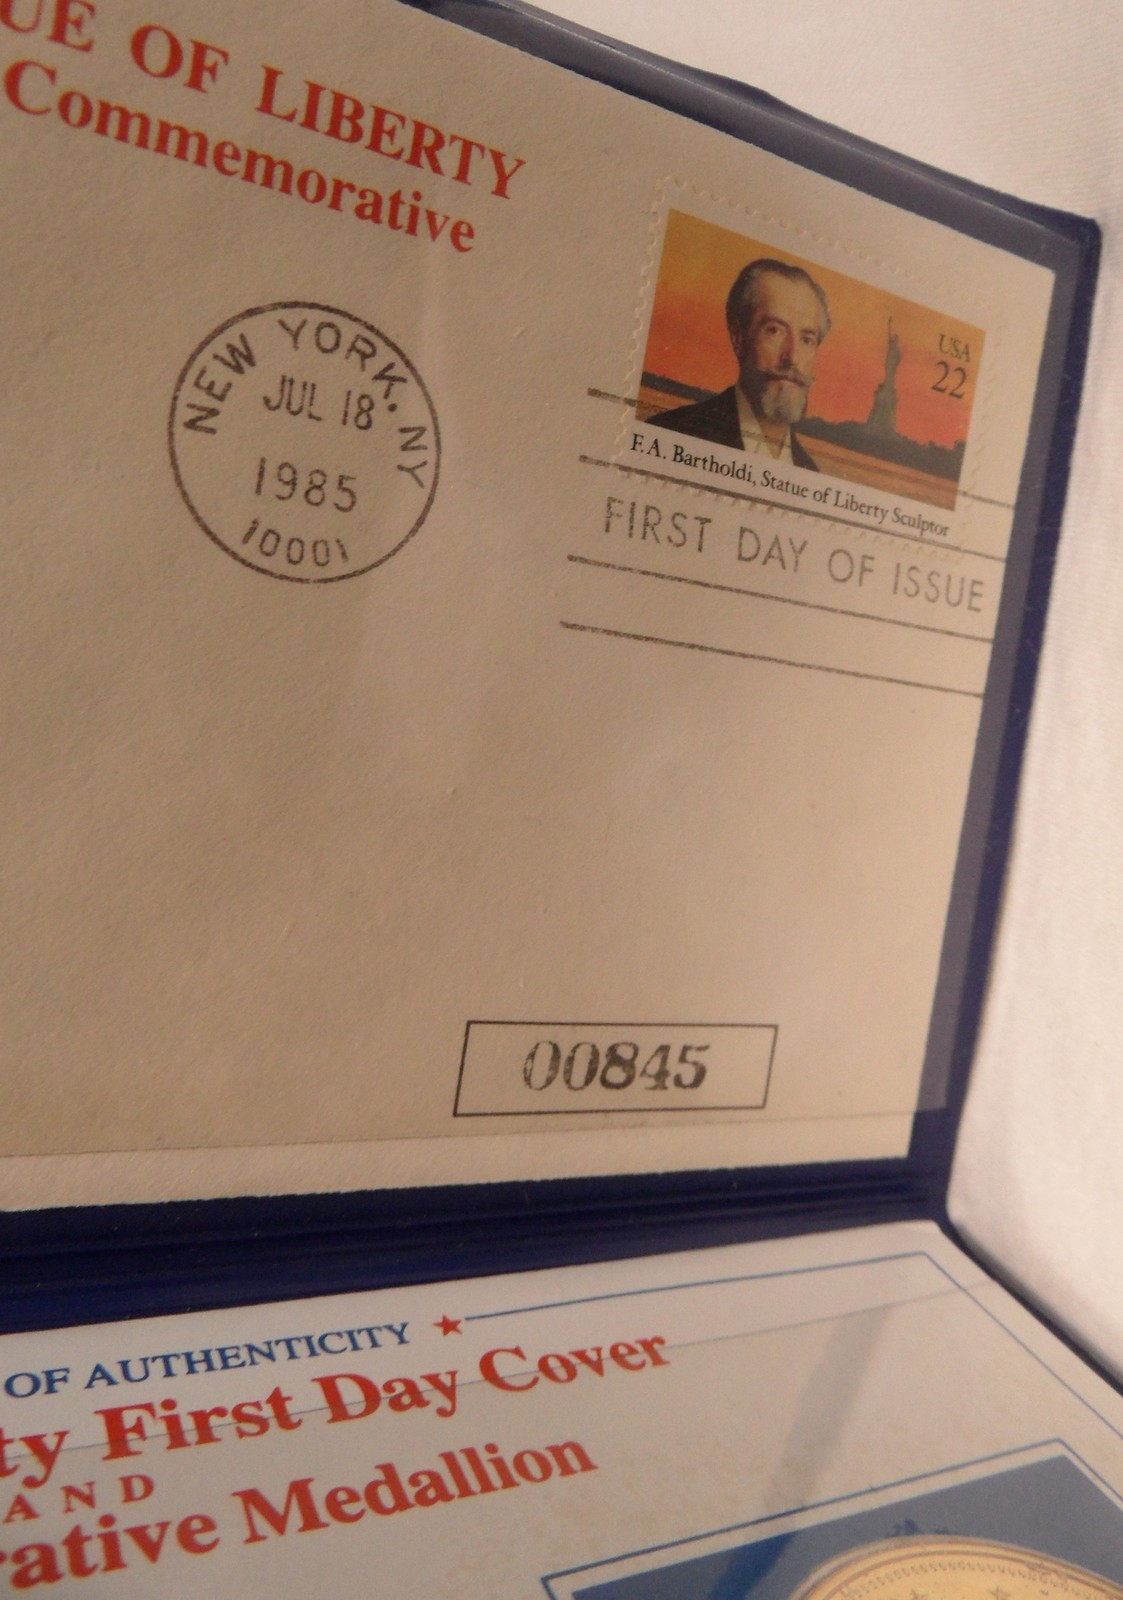 UE OF LIBERTY
Commemorative
NEW YORK, NY
JUL 18
1985
10001
USA
22
F.A. Bartholdi, Statue of Liberty Sculptor
FIRST DAY OF ISSUE
00845
OF AUTHENTICITY
ty First Day Cover
AND
rative Medallion